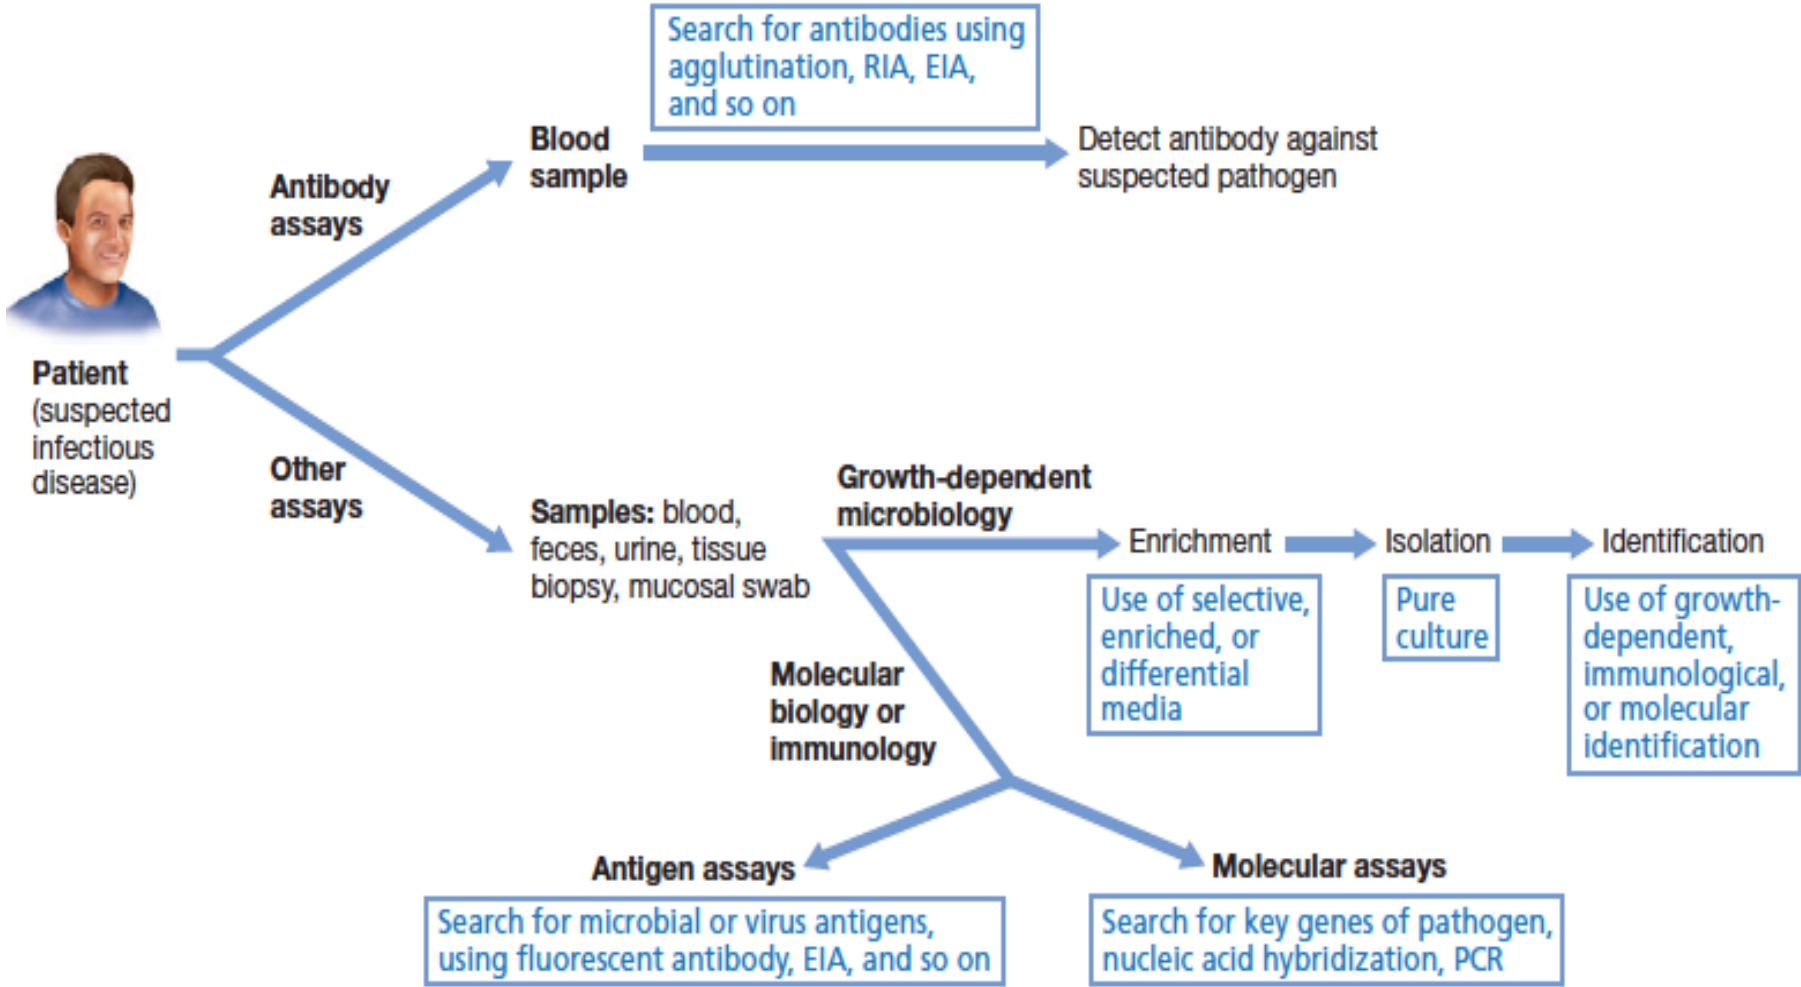 Search for antibodies using
agglutination, RIA, EIA,
and so on
Blood
sample
Detect antibody against
suspected pathogen
Antibody
assays
Patient
(suspected
infectious
disease)
Other
assays
Samples: blood,
feces, urine, tissue
biopsy, mucosal swab
Growth-dependent
microbiology
Enrichment
Isolation
Identification
Use of selective,
enriched, or
differential
media
Pure
culture
Use of growth-
dependent,
immunological,
or molecular
identification
Molecular
biology or
immunology
Antigen assays
Search for microbial or virus antigens,
using fluorescent antibody, EIA, and so on
Molecular assays
Search for key genes of pathogen,
nucleic acid hybridization, PCR